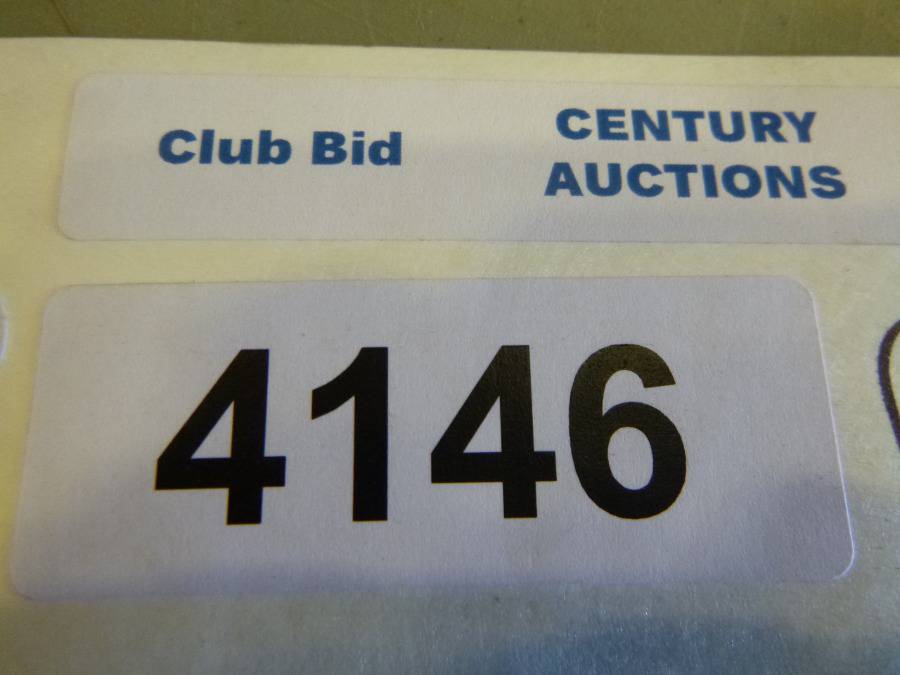 Club Bid
CENTURY
AUCTIONS
4146